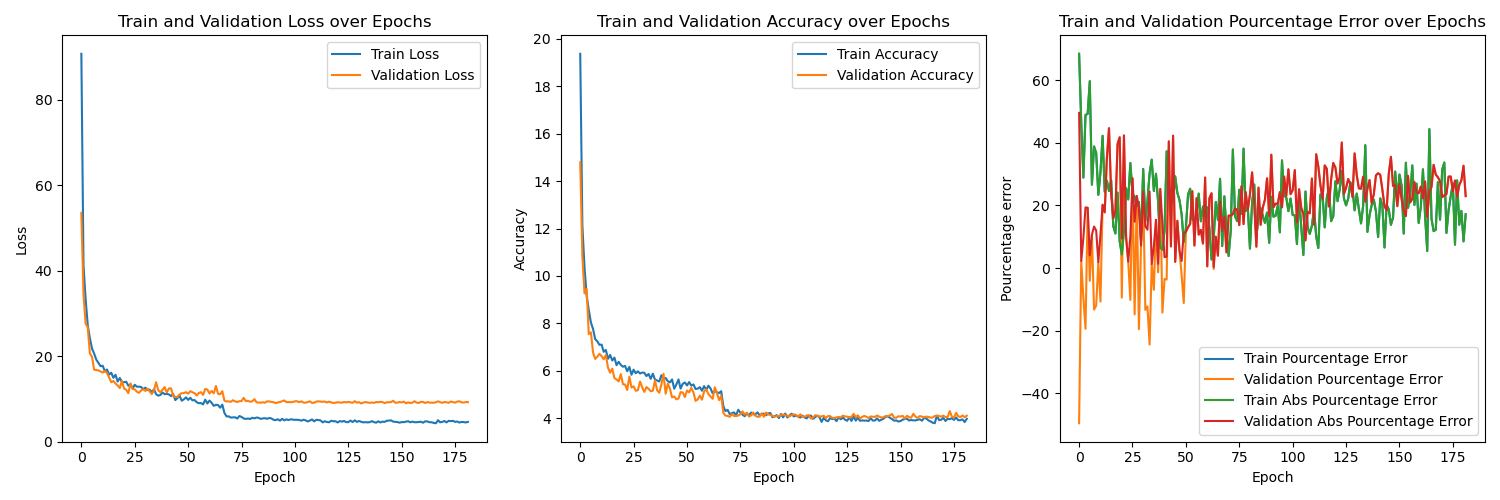 Train and Validation Loss over Epochs
Loss
80
60
40
20
0
0 25 50 75 100 125 150 175
Epoch
Train Loss
Validation Loss
Train and Validation Accuracy over Epochs
Accuracy
20
18
16
14
12
10
8
6
4
0 25 50 75 100 125 150 175
Epoch
Train Accuracy
Validation Accuracy
Train and Validation Pourcentage Error over Epochs
Pourcentage error
60
40
20
0
−20
−40
0 25 50 75 100 125 150 175
Epoch
Train Pourcentage Error
Validation Pourcentage Error
Train Abs Pourcentage Error
Validation Abs Pourcentage Error